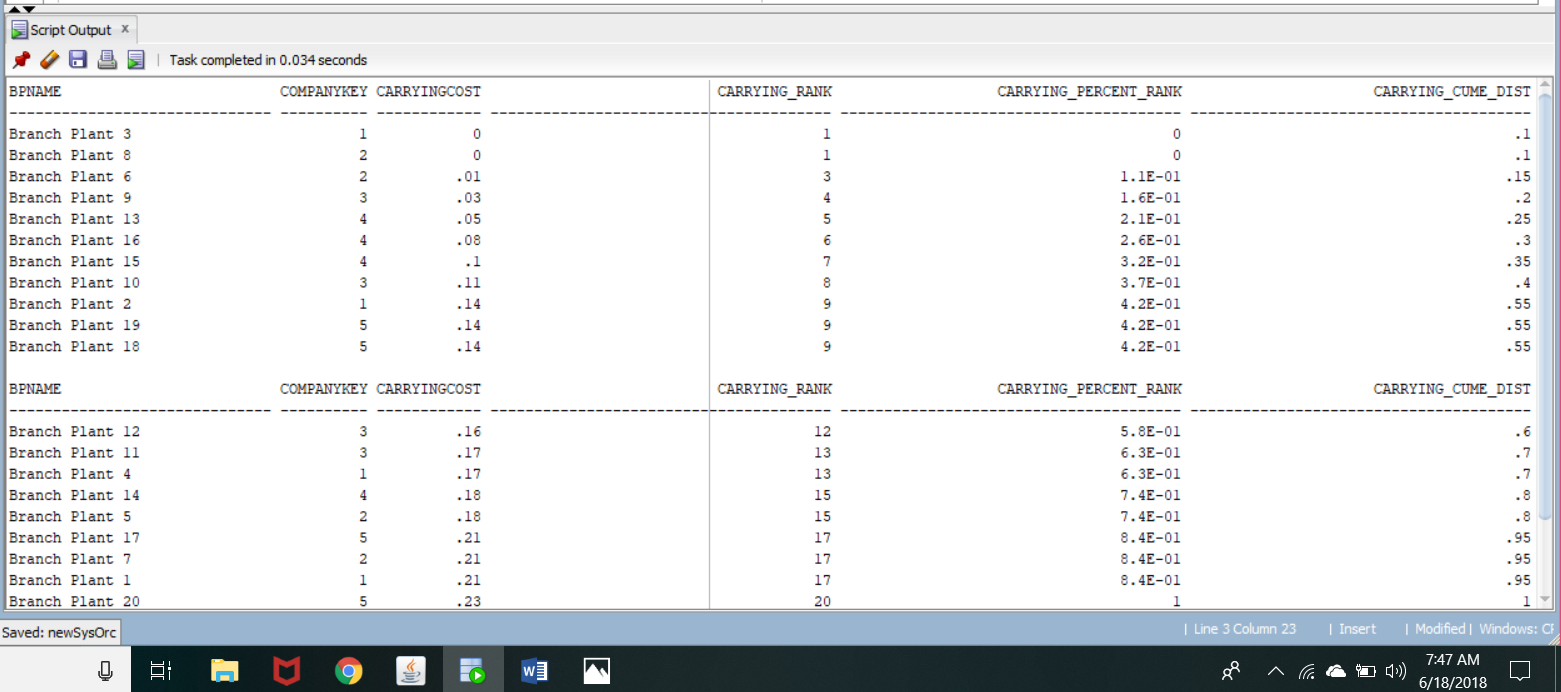 Script Output x
Task completed in 0.034 seconds
BPNAME COMPANYKEY CARRYINGCOST CARRYING_RANK CARRYING_PERCENT_RANK CARRYING_CUME_DIST
Branch Plant 3 1 0 1 0 .1
Branch Plant 8 2 0 1 0 .1
Branch Plant 6 2 .01 3 1.1E-01 .15
Branch Plant 9 3 .03 4 1.6E-01 .2
Branch Plant 13 4 .05 5 2.1E-01 .25
Branch Plant 16 4 .08 6 2.6E-01 .3
Branch Plant 15 4 .1 7 3.2E-01 .35
Branch Plant 10 3 .11 8 3.7E-01 .4
Branch Plant 2 1 .14 9 4.2E-01 .55
Branch Plant 19 5 .14 9 4.2E-01 .55
Branch Plant 18 5 .14 9 4.2E-01 .55
BPNAME COMPANYKEY CARRYINGCOST CARRYING_RANK CARRYING_PERCENT_RANK CARRYING_CUME_DIST
Branch Plant 12 3 .16 12 5.8E-01 .6
Branch Plant 11 3 .17 13 6.3E-01 .7
Branch Plant 4 1 .17 13 6.3E-01 .7
Branch Plant 14 4 .18 15 7.4E-01 .8
Branch Plant 5 2 .18 15 7.4E-01 .8
Branch Plant 17 5 .21 17 8.4E-01 .95
Branch Plant 7 2 .21 17 8.4E-01 .95
Branch Plant 1 1 .21 17 8.4E-01 .95
Branch Plant 20 5 .23 20 1 1
Saved: newSysOrc | Line 3 Column 23 | Insert | Modified | Windows: CF
W
7:47 AM
6/18/2018